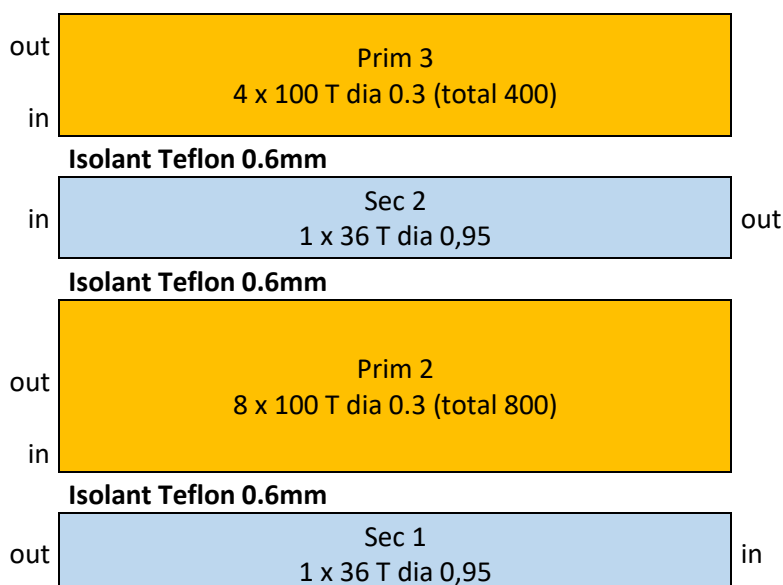 out
Prim 3
4 x 100 T dia 0.3 (total 400)
in
Isolant Teflon 0.6mm
Sec 2
in
out
1 x 36 T dia 0,95
Isolant Teflon 0.6mm
Prim 2
out
8 x 100 T dia 0.3 (total 800)
in
Isolant Teflon 0.6mm
Sec 1
out
in
1 x 36 T dia 0,95